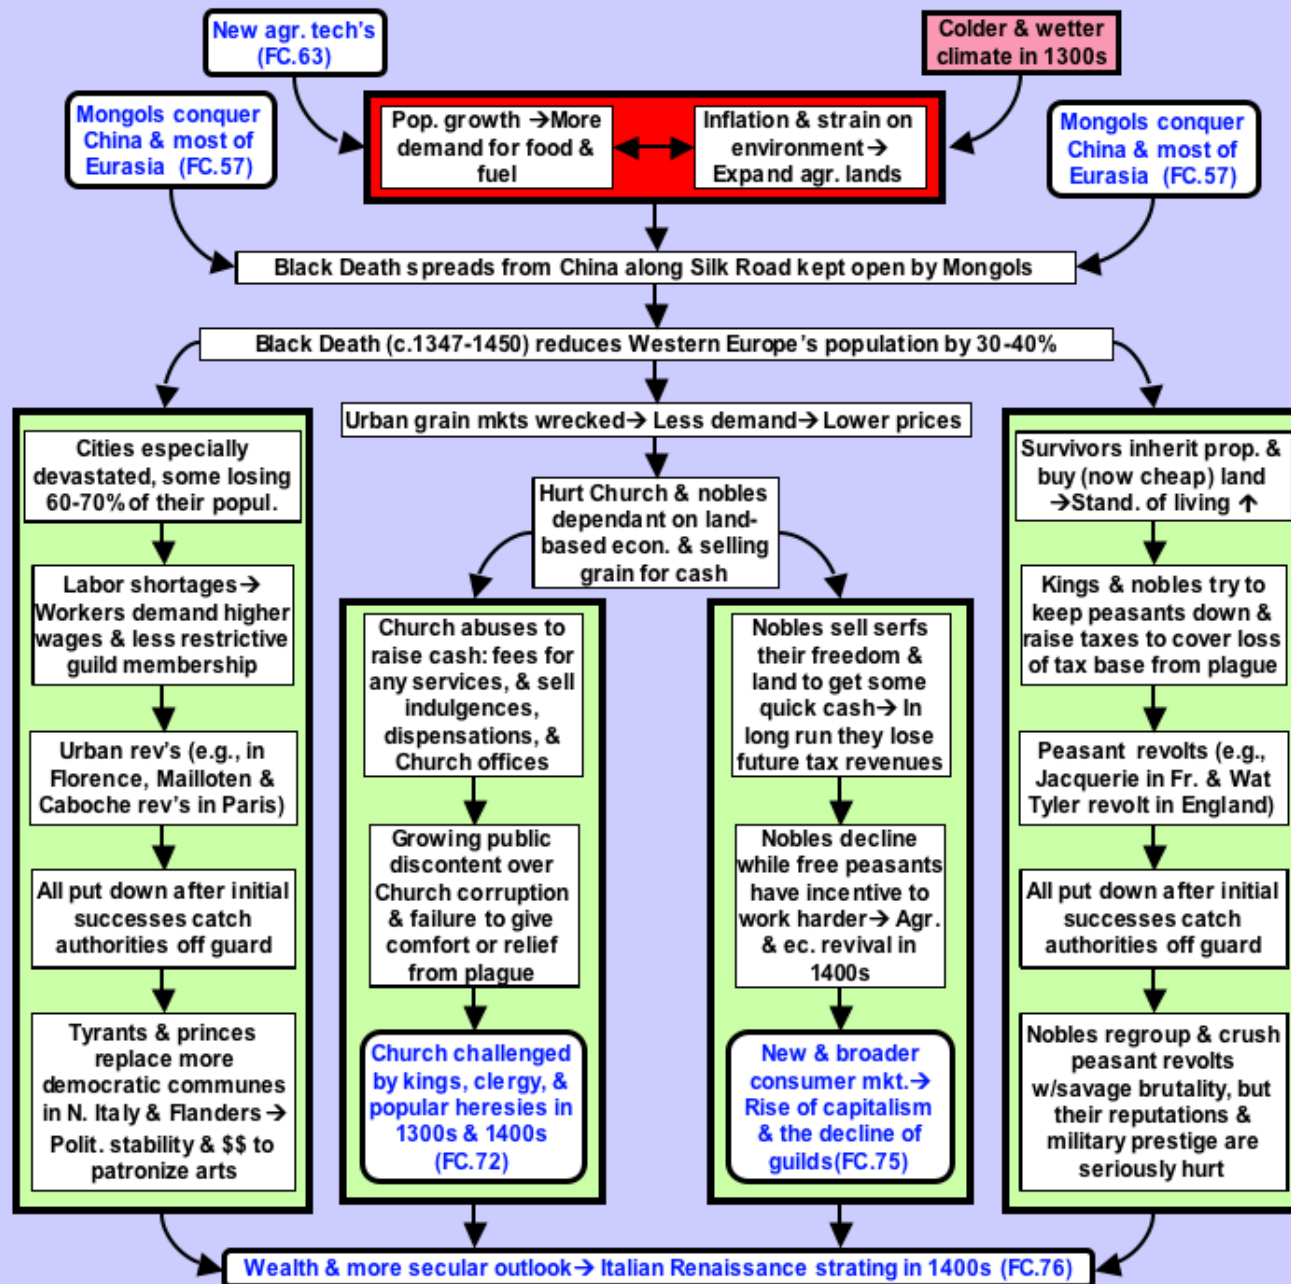 New agr. tech's
(FC.63)
Colder & wetter
climate in 1300s
Mongols conquer
China & most of
Eurasia (FC.57)
Pop. growth →More
demand for food &
fuel
Inflation & strain on
environment→
Expand agr. lands
Mongols conquer
China & most of
Eurasia (FC.57)
Black Death spreads from China along Silk Road kept open by Mongols
Black Death (c.1347-1450) reduces Western Europe's population by 30-40%
Urban grain mkts wrecked→ Less demand→ Lower prices
Hurt Church & nobles
dependant on land-
based econ. & selling
grain for cash
Cities especially
devastated, some losing
60-70% of their popul.
Labor shortages→
Workers demand higher
wages & less restrictive
guild membership
Urban rev's (e.g., in
Florence, Mailloten &
Caboche rev's in Paris)
All put down after initial
successes catch
authorities off guard
Tyrants & princes
replace more
democratic communes
in N. Italy & Flanders→
Polit. stability & $$ to
patronize arts
Church abuses to
raise cash: fees for
any services, & sell
indulgences,
dispensations, &
Church offices
Growing public
discontent over
Church corruption
& failure to give
comfort or relief
from plague
Church challenged
by kings, clergy, &
popular heresies in
1300s & 1400s
(FC.72)
Nobles sell serfs
their freedom &
land to get some
quick cash→ In
long run they lose
future tax revenues
Nobles decline
while free peasants
have incentive to
work harder→ Agr.
& ec. revival in
1400s
New & broader
consumer mkt.→
Rise of capitalism
& the decline of
guilds(FC.75)
Survivors inherit prop. &
buy (now cheap) land
→Stand. of living ↑
Kings & nobles try to
keep peasants down &
raise taxes to cover loss
of tax base from plague
Peasant revolts (e.g.,
Jacquerie in Fr. & Wat
Tyler revolt in England)
All put down after initial
successes catch
authorities off guard
Nobles regroup & crush
peasant revolts
w/savage brutality, but
their reputations &
military prestige are
seriously hurt
Wealth & more secular outlook→ Italian Renaissance strating in 1400s (FC.76)